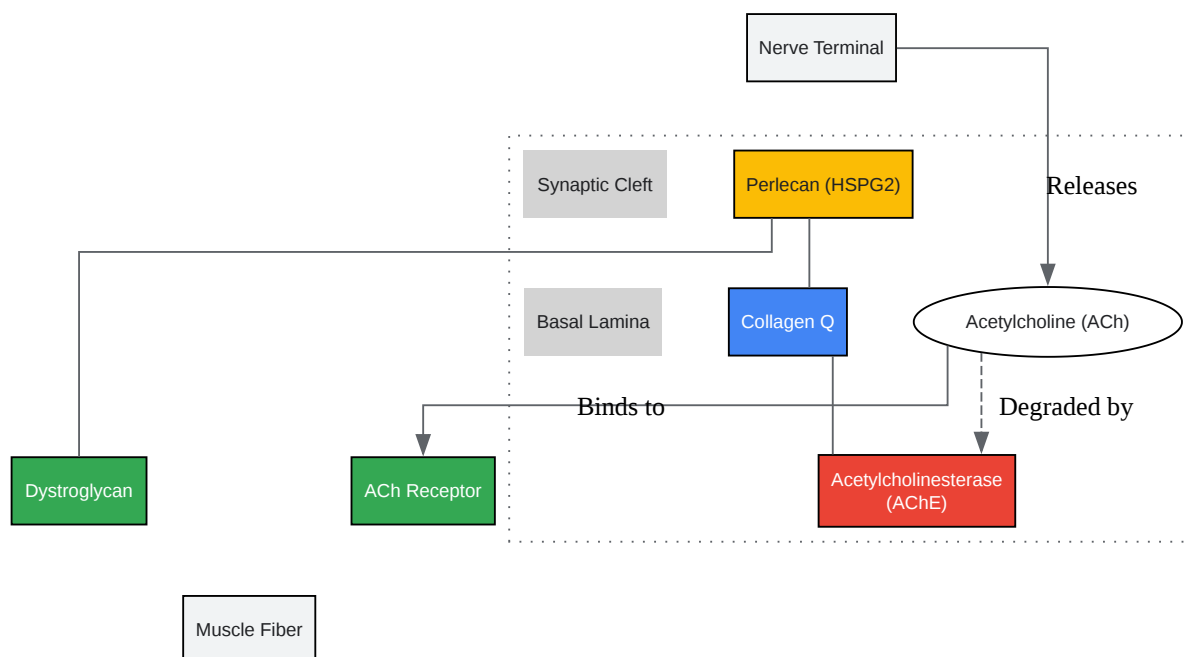 Nerve Terminal
Synaptic Cleft
Perlecan (HSPG2)
Releases
Basal Lamina
Collagen Q
Acetylcholine (ACh)
Binds to
Degraded by
Dystroglycan
ACh Receptor
Acetylcholinesterase
(AChE)
Muscle Fiber